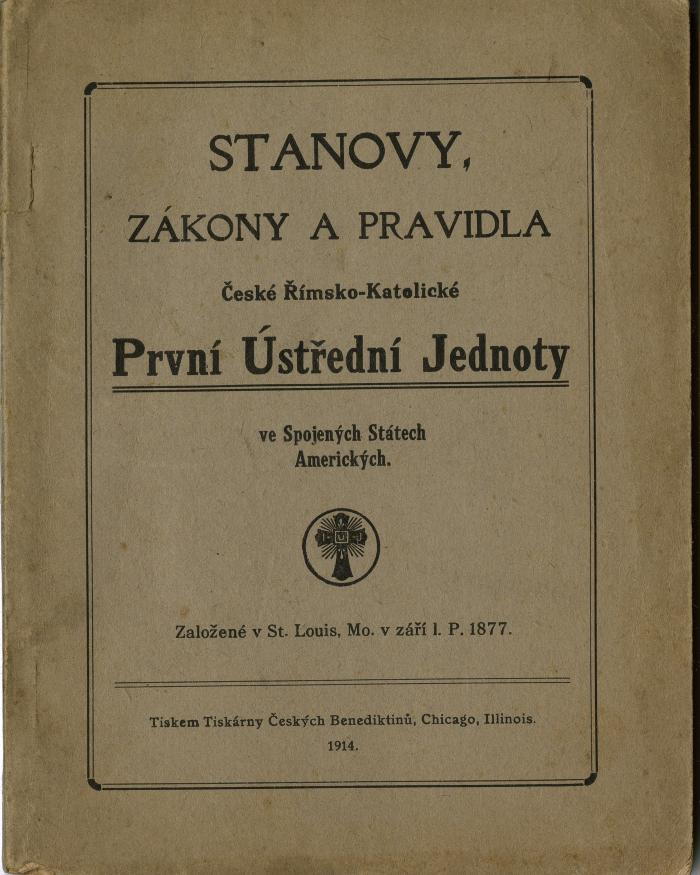 STANOVY,
ZÁKONY A PRAVIDLA
České Římsko-Katolické
První Ústřední Jednoty
ve Spojených Státech
Amerických.
Založené v St. Louis, Mo. v září l. P. 1877.
Tiskem Tiskárny Českých Benediktinů, Chicago, Illinois.
1914.